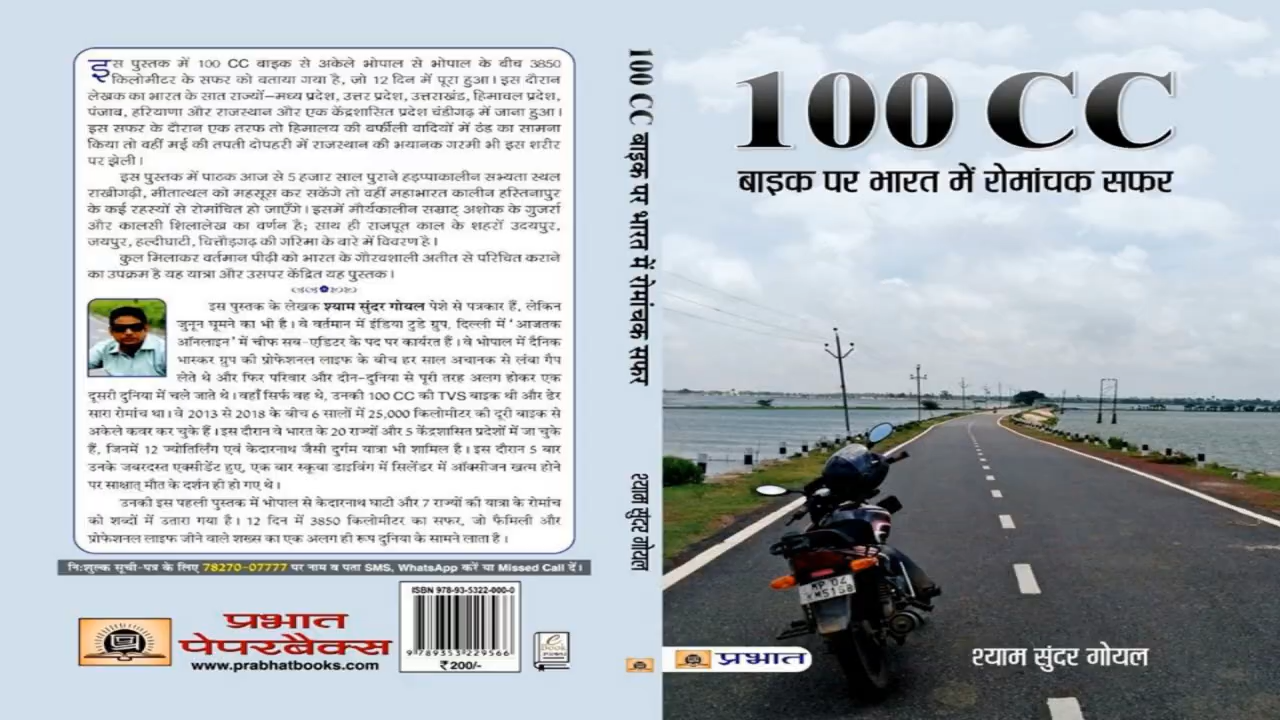 इस पुस्तक में 100 CC बाइक से अकेले भोपाल से भोपाल के बीच 3850
किलोमीटर के सफर को बताया गया है, जो 12 दिन में पूरा हुआ। इस दौरान
लेखक का भारत के सात राज्यों—मध्य प्रदेश, उत्तर प्रदेश, उत्तराखंड, हिमाचल प्रदेश,
पंजाब, हरियाणा और राजस्थान और एक केंद्रशासित प्रदेश चंडीगढ़ में जाना हुआ।
इस सफर के दौरान एक तरफ तो हिमालय की बर्फीली वादियों में ठंड का सामना
किया तो वहीं मई की तपती दोपहरी में राजस्थान की भयानक गरमी भी इस शरीर
पर झेली।
इस पुस्तक में पाठक आज से 5 हजार साल पुराने हड़प्पाकालीन सभ्यता स्थल
राखीगढ़ी, मीताथल को महसूस कर सकेंगे तो वहीं महाभारत कालीन हस्तिनापुर
के कई रहस्यों से रोमांचित हो जाएँगे। इसमें मौर्यकालीन सम्राट् अशोक के गुजर्रा
और कालसी शिलालेख का वर्णन है; साथ ही राजपूत काल के शहरों उदयपुर,
जयपुर, हल्दीघाटी, चित्तौड़गढ़ की गरिमा के बारे में विवरण है।
कुल मिलाकर वर्तमान पीढ़ी को भारत के गौरवशाली अतीत से परिचित कराने
का उपक्रम है यह यात्रा और उसपर केंद्रित यह पुस्तक।
इस पुस्तक के लेखक श्याम सुंदर गोयल पेशे से पत्रकार हैं, लेकिन
जुनून घूमने का भी है। वे वर्तमान में इंडिया टुडे ग्रुप, दिल्ली में 'आजतक
ऑनलाइन' में चीफ सब-एडिटर के पद पर कार्यरत हैं। वे भोपाल में दैनिक
भास्कर ग्रुप की प्रोफेशनल लाइफ के बीच हर साल अचानक से लंबा गैप
लेते थे और फिर परिवार और दीन-दुनिया से पूरी तरह अलग होकर एक
दूसरी दुनिया में चले जाते थे। वहाँ सिर्फ वह थे, उनकी 100 CC की TVS बाइक थी और ढेर
सारा रोमांच था। वे 2013 से 2018 के बीच 6 सालों में 25,000 किलोमीटर की दूरी बाइक से
अकेले कवर कर चुके हैं। इस दौरान वे भारत के 20 राज्यों और 5 केंद्रशासित प्रदेशों में जा चुके
हैं, जिनमें 12 ज्योतिर्लिंग एवं केदारनाथ जैसी दुर्गम यात्रा भी शामिल है। इस दौरान 5 बार
उनके जबरदस्त एक्सीडेंट हुए, एक बार स्कूबा डाइविंग में सिलेंडर में ऑक्सीजन खत्म होने
पर साक्षात् मौत के दर्शन ही हो गए थे।
उनकी इस पहली पुस्तक में भोपाल से केदारनाथ घाटी और 7 राज्यों की यात्रा के रोमांच
को शब्दों में उतारा गया है। 12 दिन में 3850 किलोमीटर का सफर, जो फैमिली और
प्रोफेशनल लाइफ जीने वाले शख्स का एक अलग ही रूप दुनिया के सामने लाता है।
नि:शुल्क सूची-पत्र के लिए 78270-07777 पर नाम व पता SMS, WhatsApp करें या Missed Call दें।
प्रभात
पेपरबैक्स
www.prabhatbooks.com
ISBN 978-93-5322-000-0
9789353229566
₹ 200/-
e
Book
100 CC बाइक पर भारत में रोमांचक सफर
श्याम सुंदर गोयल
100 CC
बाइक पर भारत में रोमांचक सफर
MP 04
KM5168
प्रभात
श्याम सुंदर गोयल